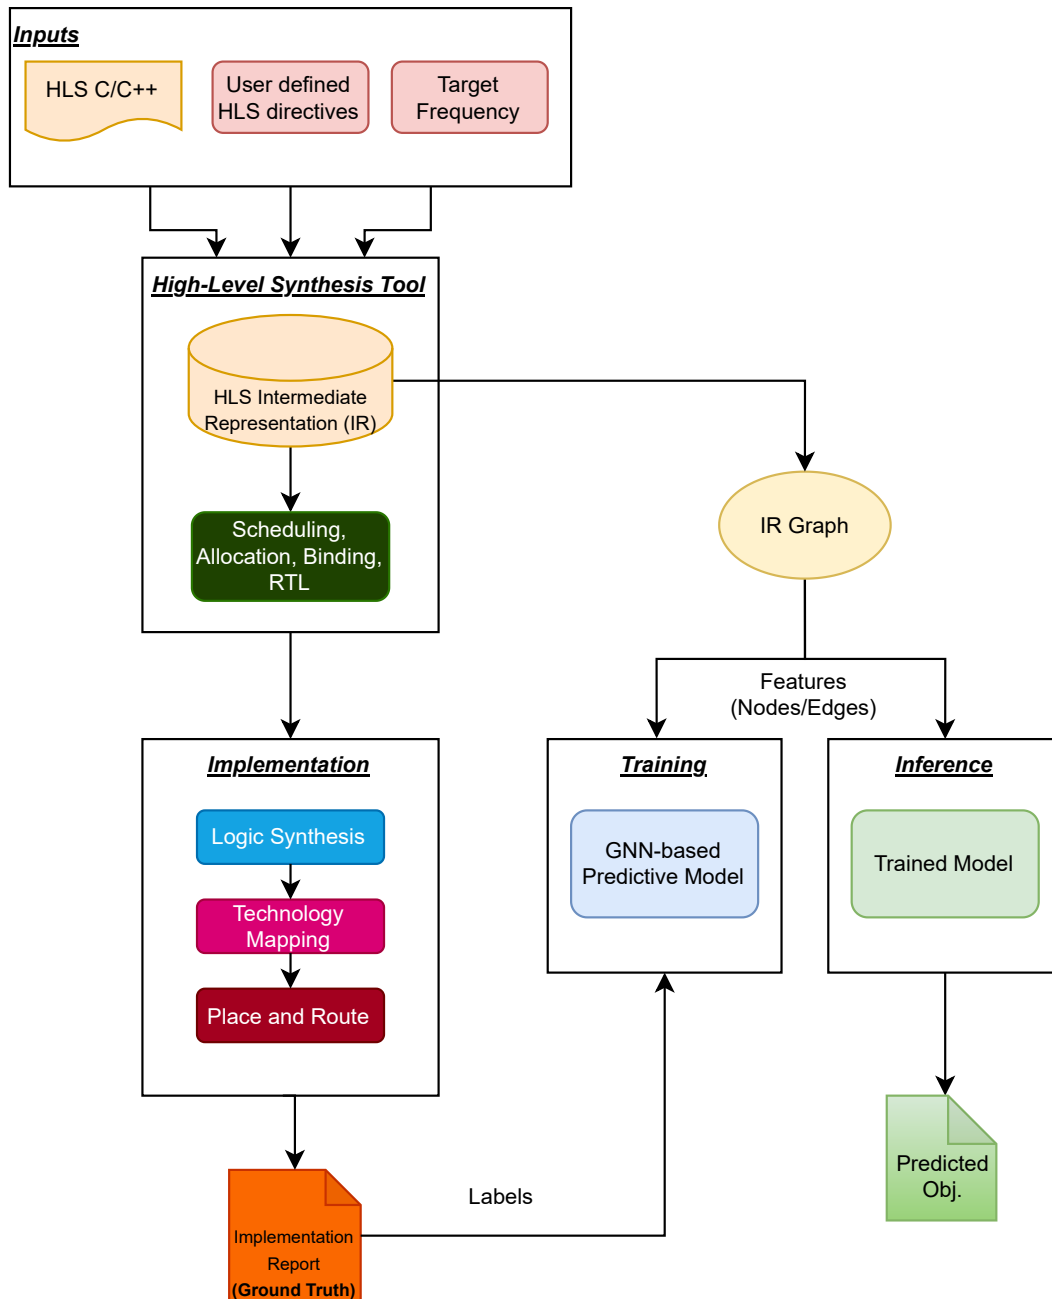 Inputs
HLS C/C++
User defined
HLS directives
Target
Frequency
High-Level Synthesis Tool
HLS Intermediate
Representation (IR)
Scheduling,
Allocation, Binding,
RTL
IR Graph
Features
(Nodes/Edges)
Implementation
Logic Synthesis
Technology
Mapping
Place and Route
Training
GNN-based
Predictive Model
Inference
Trained Model
Predicted
Obj.
Labels
Implementation
Report
(Ground Truth)